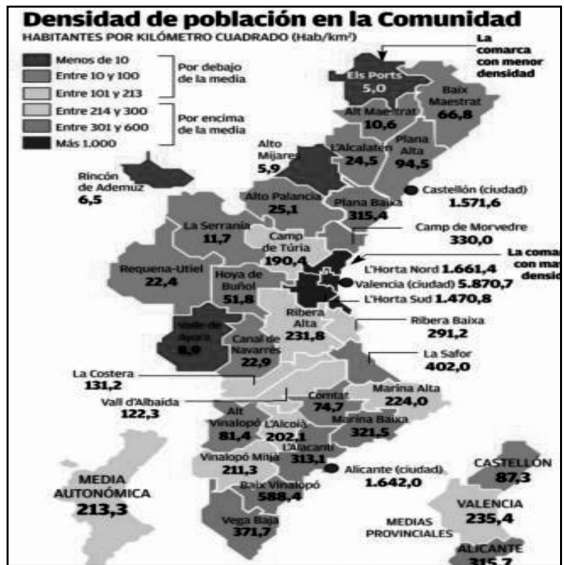 Densidad de población en la Comunidad
HABITANTES POR KILÓMETRO CUADRADO (Hab/km²)
Menos de 10
Entre 10 y 100
Entre 101 y 213
Por debajo
de la media
Entre 214 y 300
Entre 301 y 600
Más 1.000
Por encima
de la media
La
comarca
con menor
densidad
Els Ports
5,0
Baix
Maestrat
66,8
Alt Maestrat
10,6
L'Alcalatén
24,5
Plana
Alta
94,5
Alto
Mijares
5,9
Rincón
de Ademuz
6,5
Castellón (ciudad)
1.571,6
Alto Palancia
25,1
Plana Baixa
315,4
La Serranía
11,7
Camp
de Túria
190,4
Camp de Morvedre
330,0
La comar
con may
densid
Requena-Utiel
22,4
Hoya de
Buñol
51,8
L'Horta Nord 1.661,4
Valencia (ciudad) 5.870,7
L'Horta Sud 1.470,8
Ribera
Alta
231,8
Ribera Baixa
291,2
Valle de
Ayora
8,9
Canal de
Navarrés
22,9
La Safor
402,0
La Costera
131,2
Vall d'Albaida
122,3
Comtat
74,7
Marina Alta
224,0
Alt
Vinalopó
81,4
L'Alcoià
202,1
Marina Baixa
321,5
L'Alacantí
313,1
Vinalopó Mitjà
211,3
Alicante (ciudad)
1.642,0
Baix Vinalopó
588,4
Vega Baja
371,7
MEDIA
AUTONÓMICA
213,3
MEDIAS
PROVINCIALES
CASTELLÓN
87,3
VALENCIA
235,4
ALICANTE
315,7